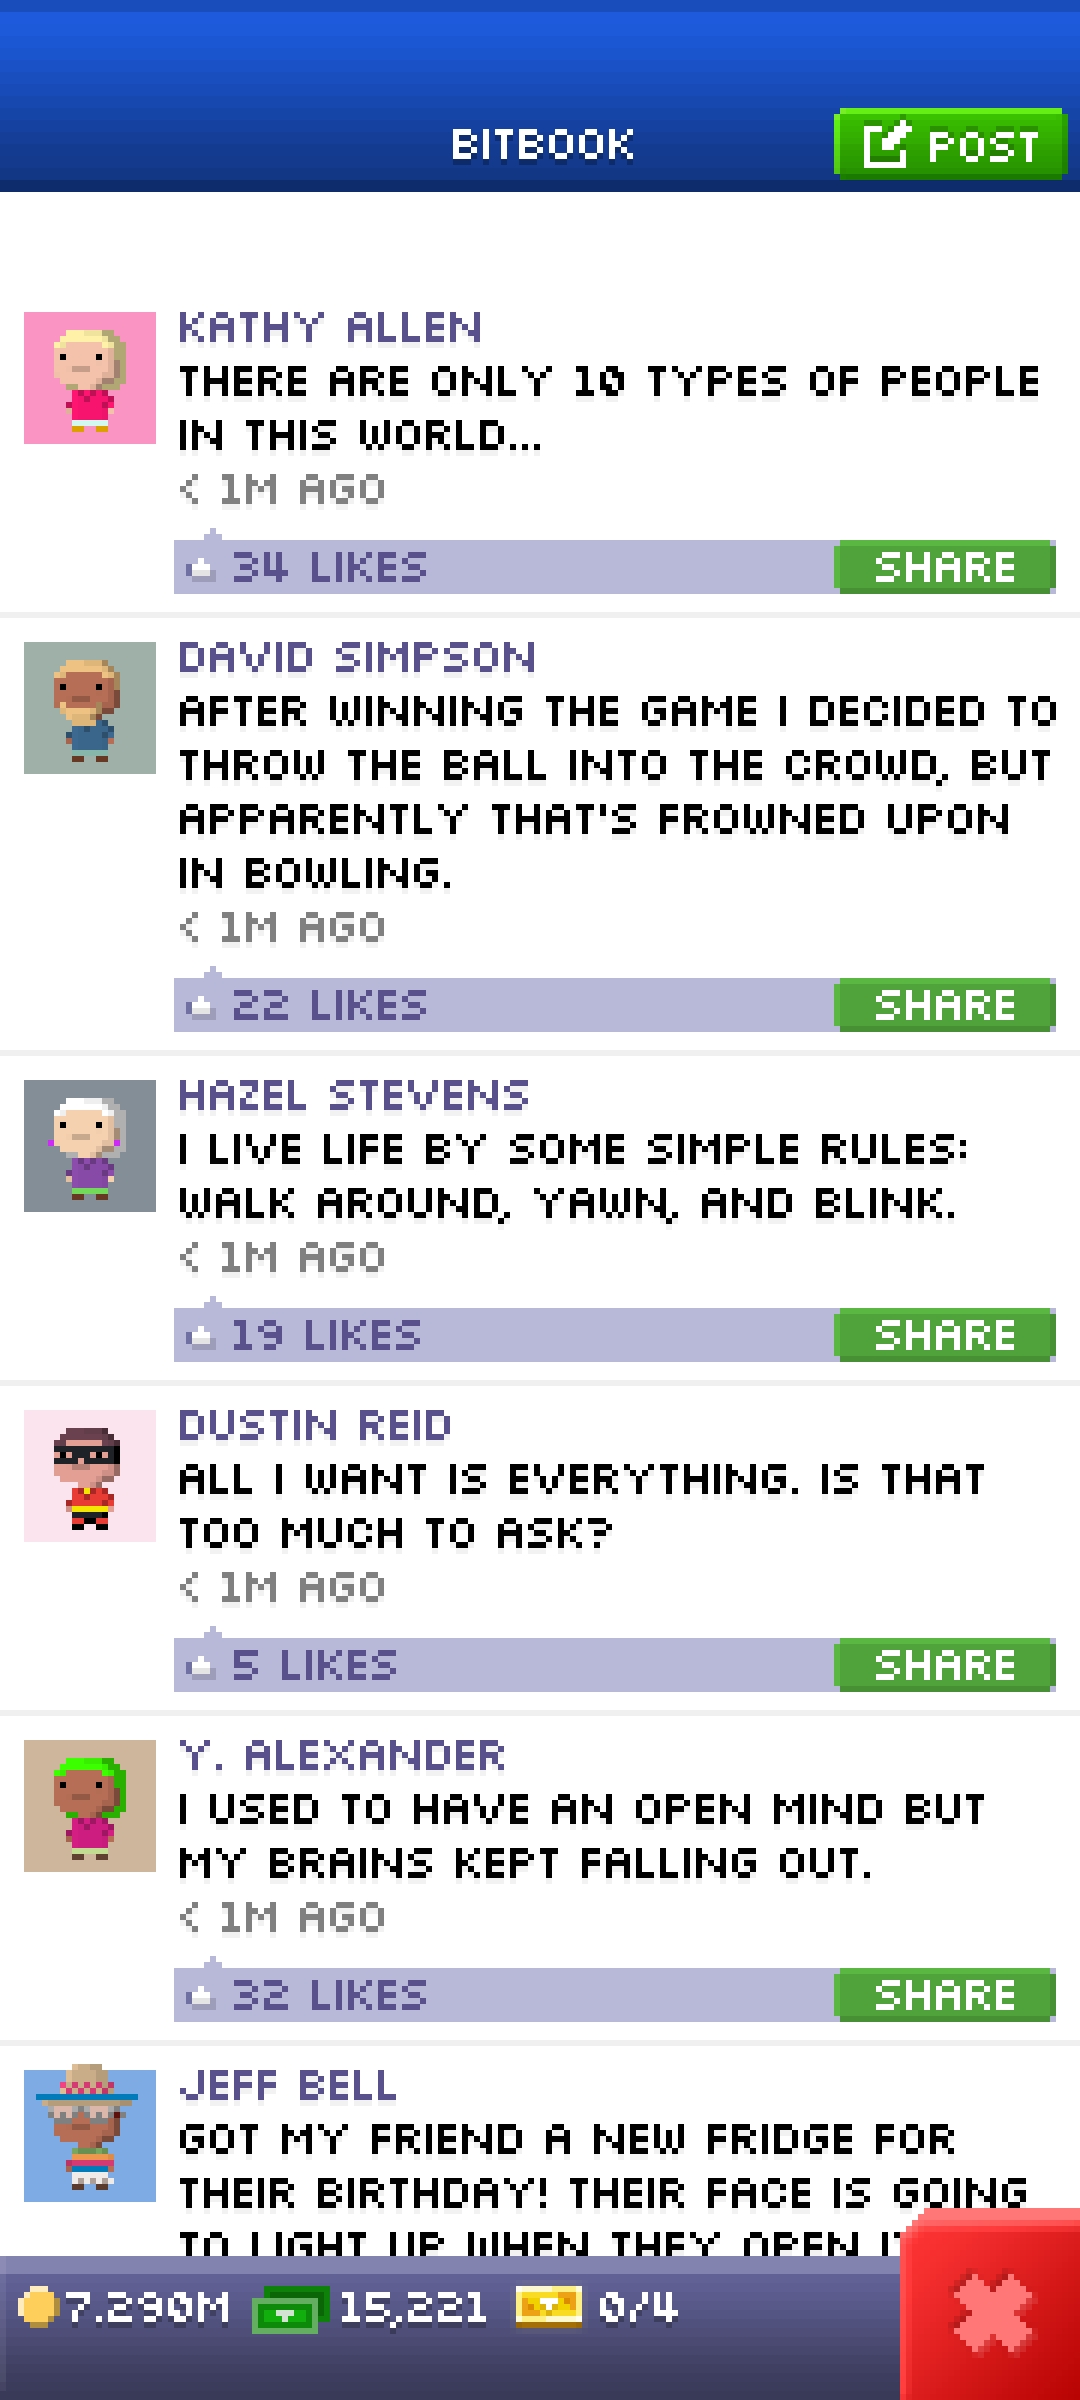 BITBOOK
POST
KATHY ALLEN
THERE ARE ONLY 10 TYPES OF PEOPLE
IN THIS WORLD...
< 1M AGO
34 LIKES
SHARE
DAVID SIMPSON
AFTER WINNING THE GAME I DECIDED TO
THROW THE BALL INTO THE CROWD, BUT
APPARENTLY THAT'S FROWNED UPON
IN BOWLING.
< 1M AGO
22 LIKES
SHARE
HAZEL STEVENS
I LIVE LIFE BY SOME SIMPLE RULES:
WALK AROUND, YAWN, AND BLINK.
< 1M AGO
19 LIKES
SHARE
DUSTIN REID
ALL I WANT IS EVERYTHING. IS THAT
TOO MUCH TO ASK?
< 1M AGO
5 LIKES
SHARE
Y. ALEXANDER
I USED TO HAVE AN OPEN MIND BUT
MY BRAINS KEPT FALLING OUT.
< 1M AGO
32 LIKES
SHARE
JEFF BELL
GOT MY FRIEND A NEW FRIDGE FOR
THEIR BIRTHDAY! THEIR FACE IS GOING
TO LIGHT UP WHEN THEY OPEN
7.290M
15,221
0/4